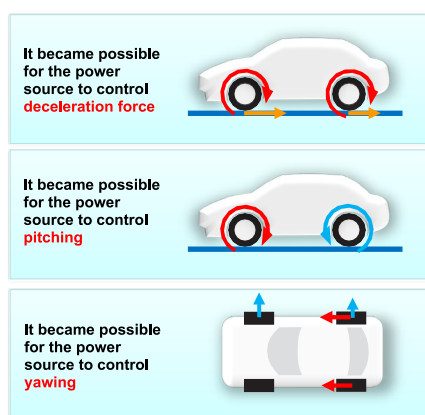 It became possible
for the power
source to control
deceleration force
It became possible
for the power
source to control
pitching
It became possible
for the power
source to control
yawing